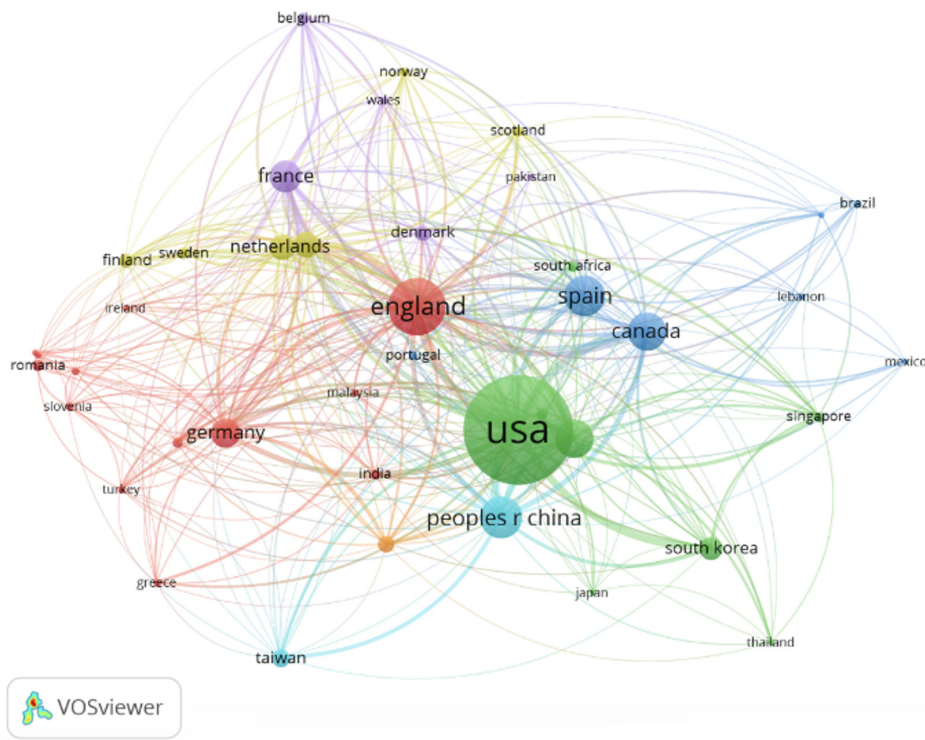 belgium
norway
wales
scotland
france
pakistan
brazil
denmark
netherlands
sweden
finland
south africa
spain
lebanon
england
ireland
canada
portugal
mexico
romania
malaysia
slovenia
singapore
usa
germany
india
turkey
peoples r china
south korea
greece
japan
thailand
taiwan
VOSviewer